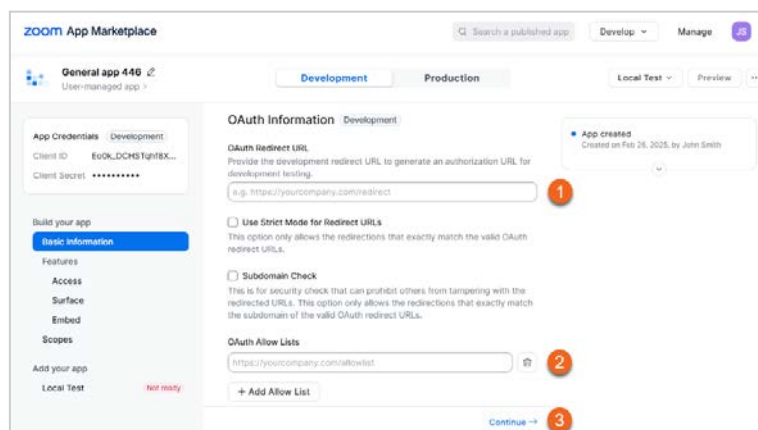 zoom App Marketplace
Search a published app
Develop
Manage
JS
General app 446
User-managed app >
Development
Production
Local Test
Preview
App Credentials Development
Client ID
Client Secret ••••••••••
Build your app
Basic Information
Features
Access
Surface
Embed
Scopes
Add your app
Local Test Not ready
OAuth Information Development
OAuth Redirect URL
Provide the development redirect URL to generate an authorization URL for
development testing.
e.g. https://yourcompany.com/redirect
1
Use Strict Mode for Redirect URLs
This option only allows the redirections that exactly match the valid OAuth
redirect URLs.
Subdomain Check
This is for security check that can prohibit others from tampering with the
redirected URLs. This option only allows the redirections that exactly match
the subdomain of the valid OAuth redirect URLs.
OAuth Allow Lists
https://yourcompany.com/allowlist
2
+ Add Allow List
Continue →
3
App created
Created on Feb 26, 2025, by John Smith